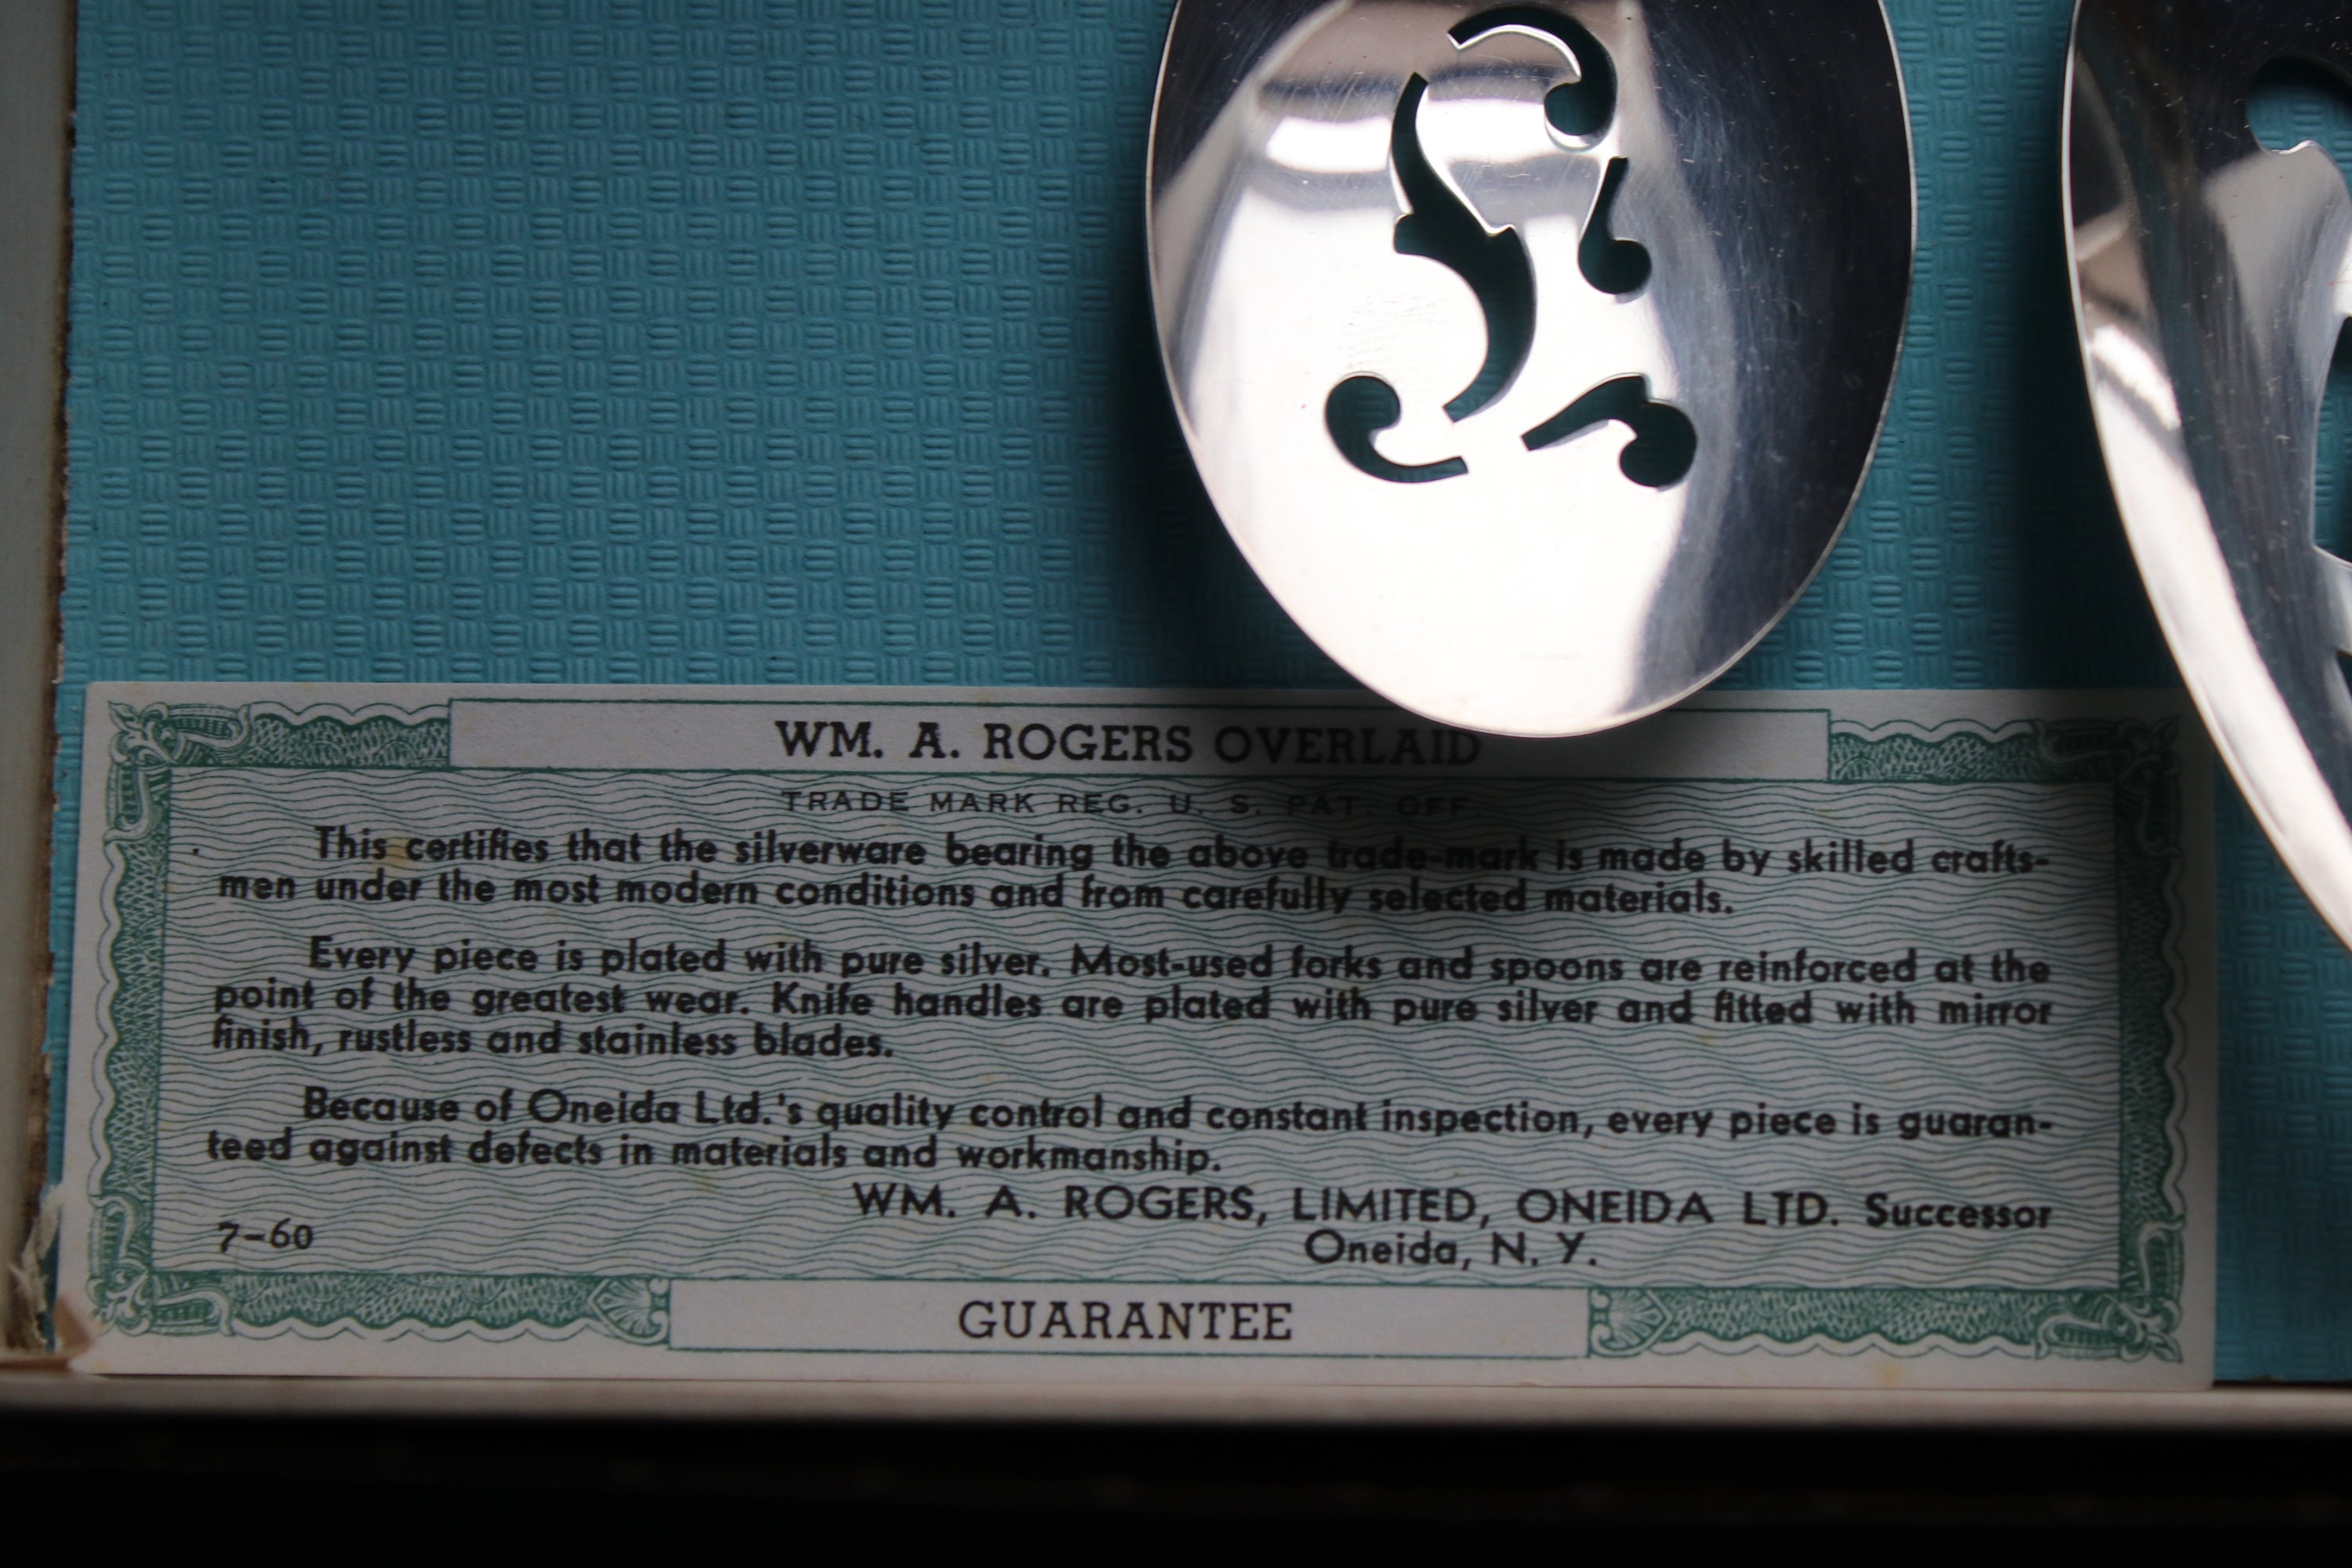 WM. A. ROGERS OVERLAID
TRADE MARK REG. U. S. PAT. OFF.
This certifies that the silverware bearing the above trade-mark is made by skilled crafts-
men under the most modern conditions and from carefully selected materials.
Every piece is plated with pure silver. Most-used forks and spoons are reinforced at the
point of the greatest wear. Knife handles are plated with pure silver and fitted with mirror
finish, rustless and stainless blades.
Because of Oneida Ltd.'s quality control and constant inspection, every piece is guaran-
teed against defects in materials and workmanship.
WM. A. ROGERS, LIMITED, ONEIDA LTD. Successor
7-60 Oneida, N. Y.
GUARANTEE